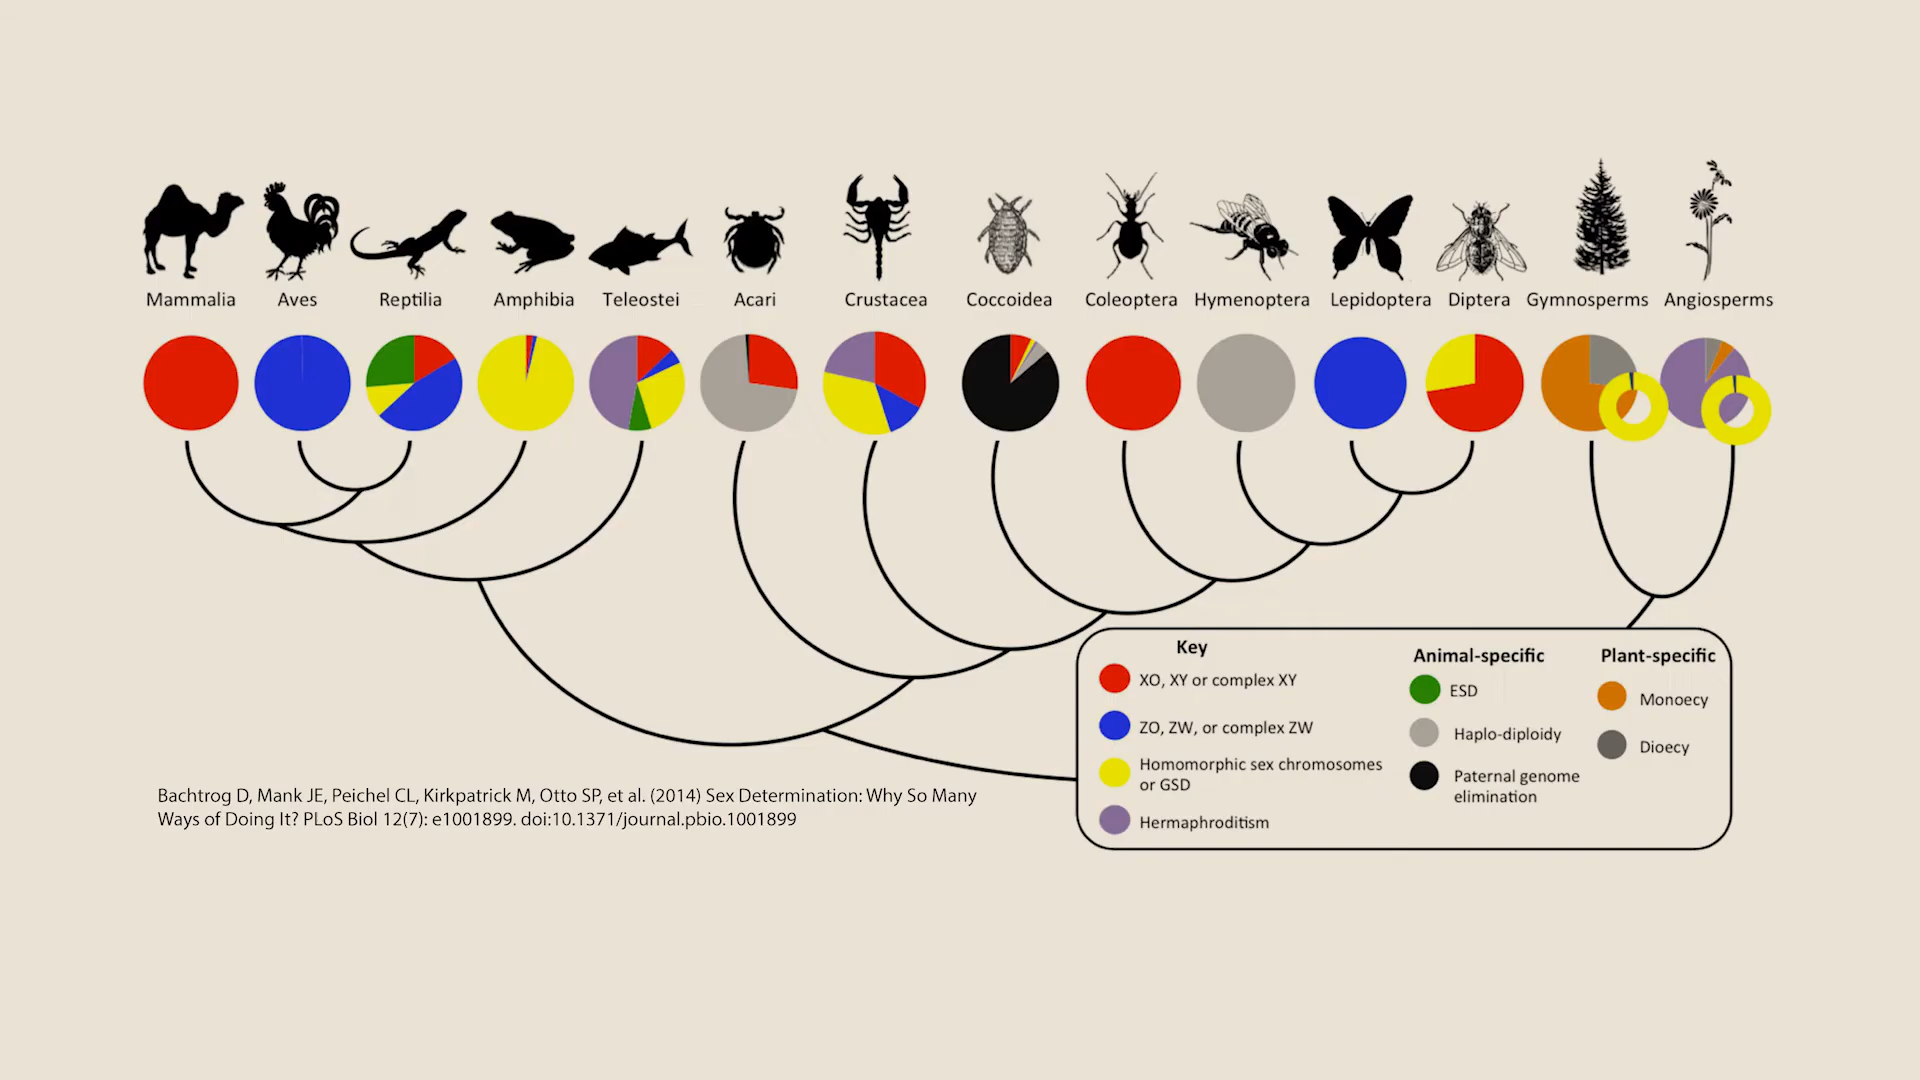 Mammalia Aves Reptilia Amphibia Teleostei Acari Crustacea Coccoidea Coleoptera Hymenoptera Lepidoptera Diptera Gymnosperms Angiosperms
Key
XO, XY or complex XY
ZO, ZW, or complex ZW
Homomorphic sex chromosomes
or GSD
Hermaphroditism
Animal-specific
ESD
Haplo-diploidy
Paternal genome
elimination
Plant-specific
Monoecy
Dioecy
Bachtrog D, Mank JE, Peichel CL, Kirkpatrick M, Otto SP, et al. (2014) Sex Determination: Why So Many
Ways of Doing It? PLoS Biol 12(7): e1001899. doi:10.1371/journal.pbio.1001899